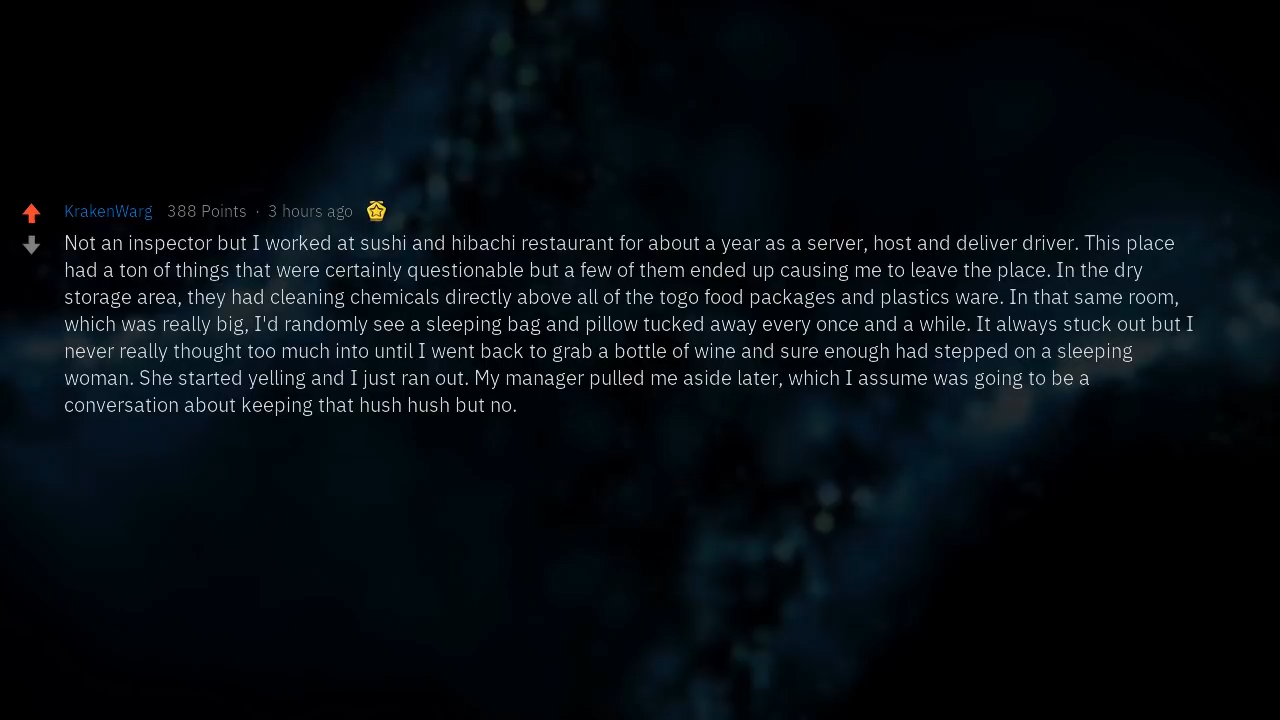 KrakenWarg 388 Points · 3 hours ago
Not an inspector but I worked at sushi and hibachi restaurant for about a year as a server, host and deliver driver. This place
had a ton of things that were certainly questionable but a few of them ended up causing me to leave the place. In the dry
storage area, they had cleaning chemicals directly above all of the togo food packages and plastics ware. In that same room,
which was really big, I'd randomly see a sleeping bag and pillow tucked away every once and a while. It always stuck out but I
never really thought too much into until I went back to grab a bottle of wine and sure enough had stepped on a sleeping
woman. She started yelling and I just ran out. My manager pulled me aside later, which I assume was going to be a
conversation about keeping that hush hush but no.